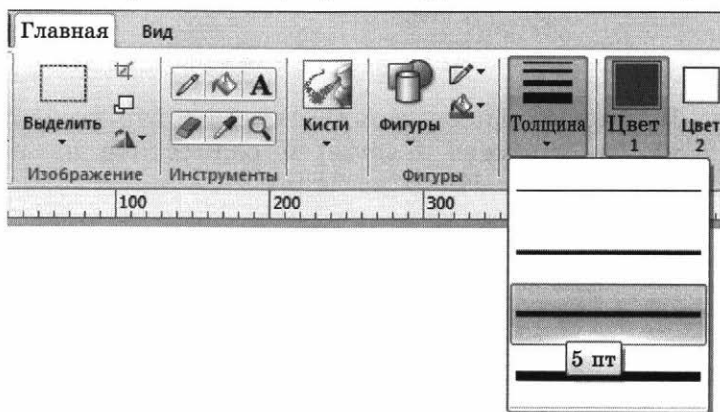 Главная Вид
A
Выделить Кисти Фигуры Толщина Цвет 1 Цвет 2
Изображение Инструменты Фигуры
100 200 300
5 пт